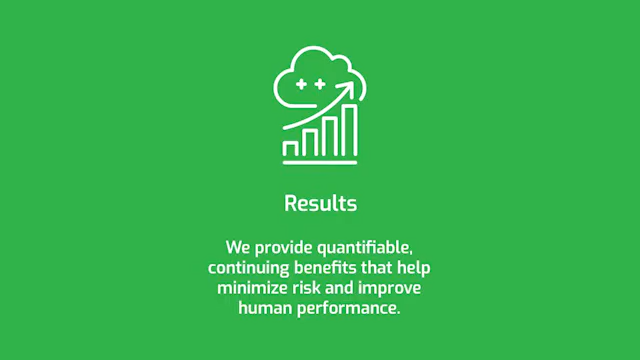 Results
We provide quantifiable,
continuing benefits that help
minimize risk and improve
human performance.